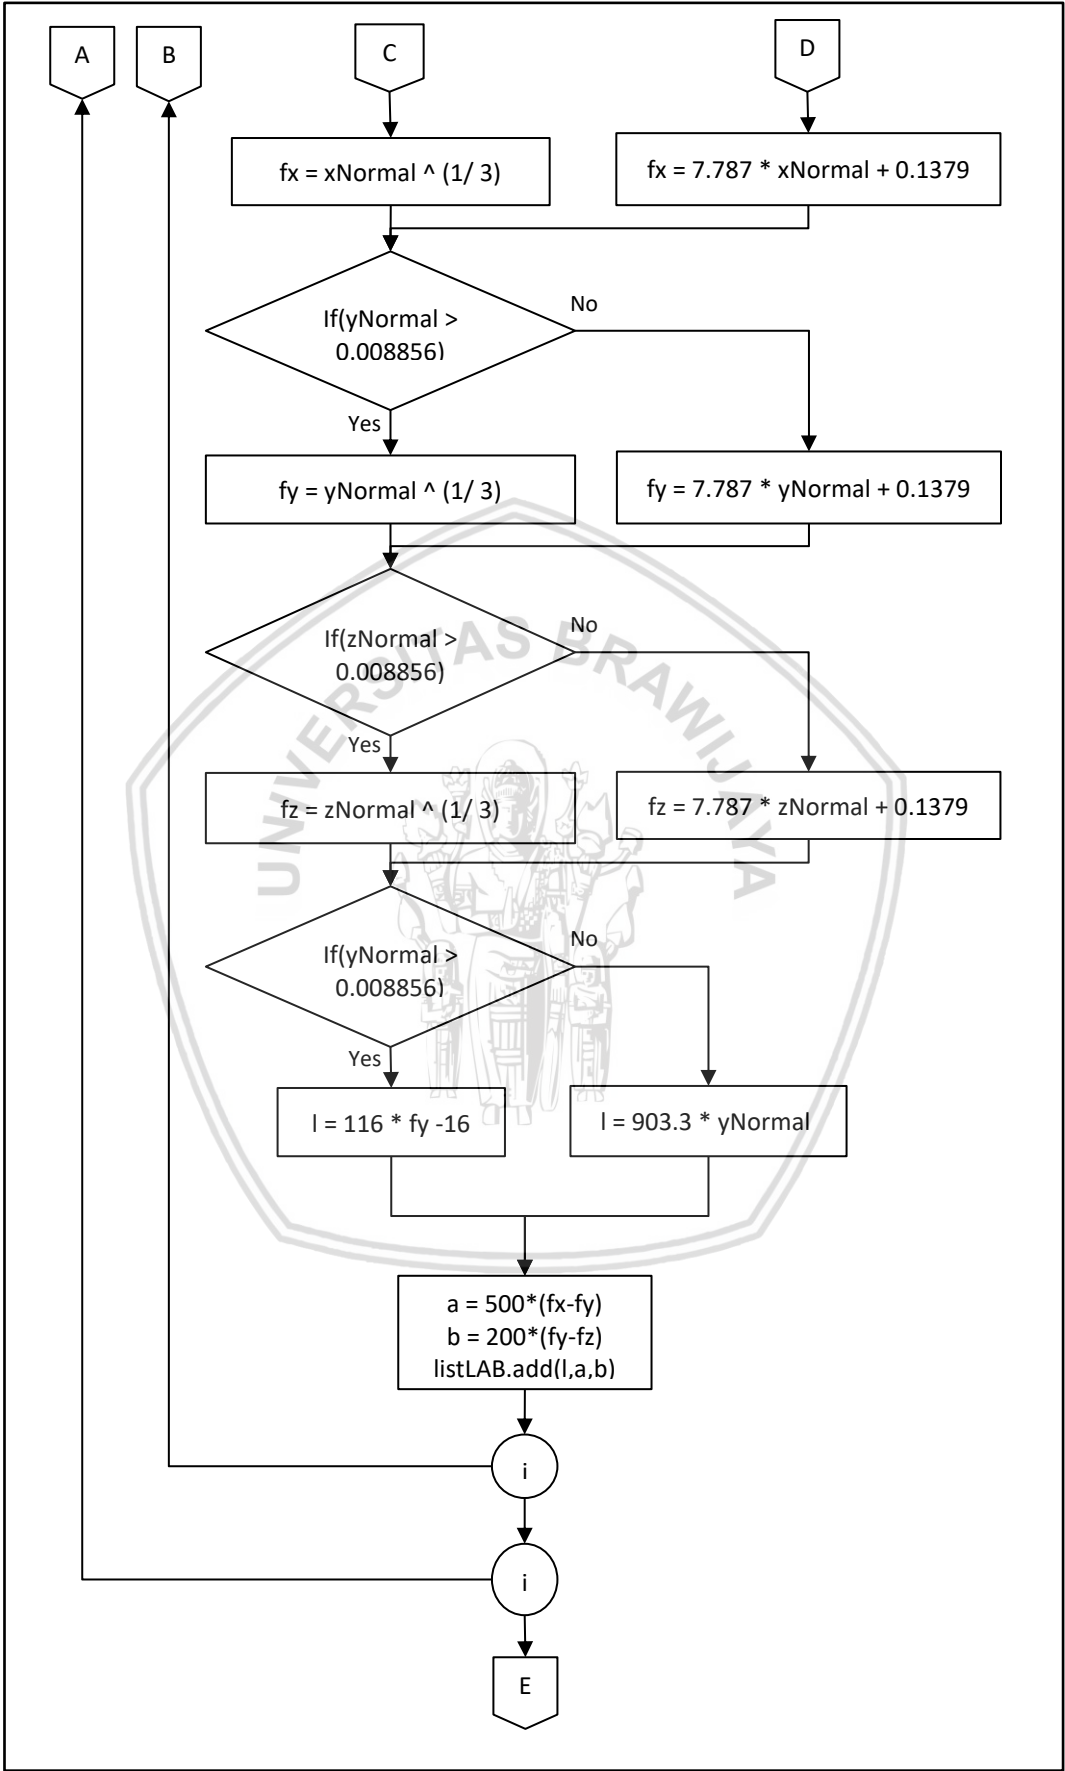 A
B
C
D
fx = xNormal ^ (1/ 3)
fx = 7.787 * xNormal + 0.1379
If(yNormal >
0.008856)
No
Yes
fy = yNormal ^ (1/ 3)
fy = 7.787 * yNormal + 0.1379
If(zNormal >
0.008856)
No
Yes
fz = zNormal ^ (1/ 3)
fz = 7.787 * zNormal + 0.1379
If(yNormal >
0.008856)
No
Yes
l = 116 * fy -16
l = 903.3 * yNormal
a = 500*(fx-fy)
b = 200*(fy-fz)
listLAB.add(l,a,b)
i
i
E
UNIVERSITAS BRAWIJAYA